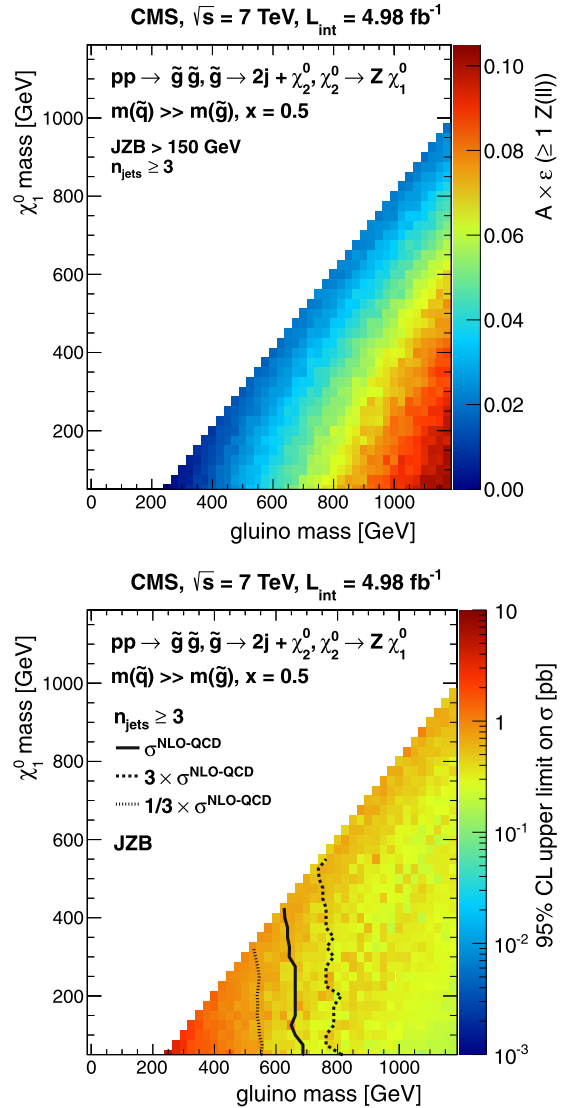 CMS, √s = 7 TeV, L_int = 4.98 fb⁻¹
pp → g̃ g̃, g̃ → 2j + χ₂⁰, χ₂⁰ → Z χ₁⁰
m(q̃) >> m(g̃), x = 0.5
JZB > 150 GeV
n_jets ≥ 3
χ₁⁰ mass [GeV]
1000
800
600
400
200
0 200 400 600 800 1000
gluino mass [GeV]
0.10
0.08
0.06
0.04
0.02
0.00
A × ε (≥ 1 Z(ll))
CMS, √s = 7 TeV, L_int = 4.98 fb⁻¹
pp → g̃ g̃, g̃ → 2j + χ₂⁰, χ₂⁰ → Z χ₁⁰
m(q̃) >> m(g̃), x = 0.5
n_jets ≥ 3
σ^NLO-QCD
3 × σ^NLO-QCD
1/3 × σ^NLO-QCD
JZB
χ₁⁰ mass [GeV]
1000
800
600
400
200
0 200 400 600 800 1000
gluino mass [GeV]
10
1
10⁻¹
10⁻²
10⁻³
95% CL upper limit on σ [pb]